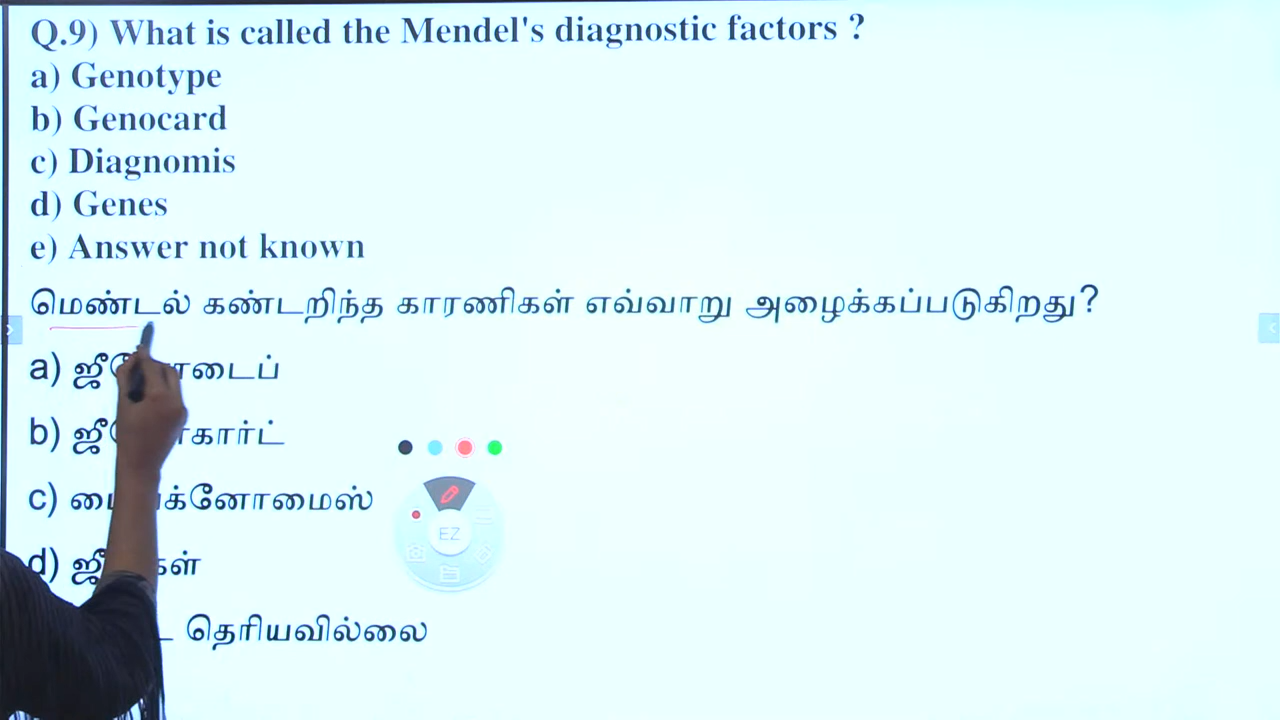 Q.9) What is called the Mendel's diagnostic factors ?
a) Genotype
b) Genocard
c) Diagnomis
d) Genes
e) Answer not known
மெண்டல் கண்டறிந்த காரணிகள் எவ்வாறு அழைக்கப்படுகிறது?
a)
b)
c)
d)
தெரியவில்லை
EZ